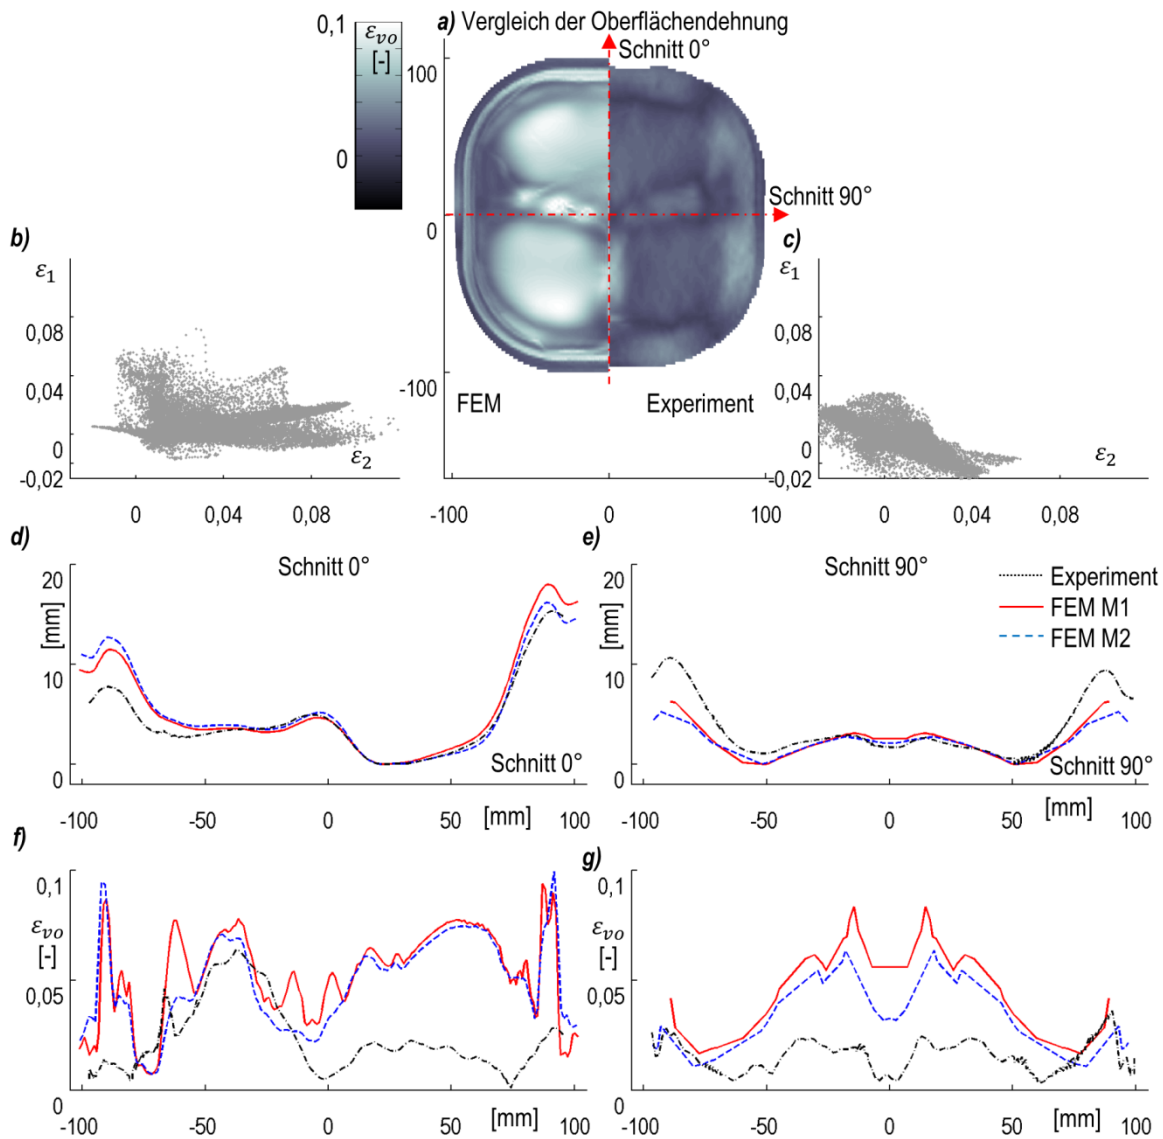 a) Vergleich der Oberflächendehnung
0,1
ε_vo
[-]
0
Schnitt 0°
100
0
-100
Schnitt 90°
FEM
Experiment
-100
0
100
b)
ε₁
0,08
0,04
0
-0,02
ε₂
0
0,04
0,08
c)
ε₁
0,08
0,04
0
-0,02
ε₂
0
0,04
0,08
d)
Schnitt 0°
20
[mm]
10
0
Schnitt 0°
-100
-50
0
50
[mm]
100
e)
Schnitt 90°
Experiment
FEM M1
FEM M2
20
[mm]
10
0
Schnitt 90°
-100
-50
0
50
[mm]
100
f)
0,1
ε_vo
[-]
0,05
0
-100
-50
0
50
[mm]
100
g)
0,1
ε_vo
[-]
0,05
0
-100
-50
0
50
[mm]
100